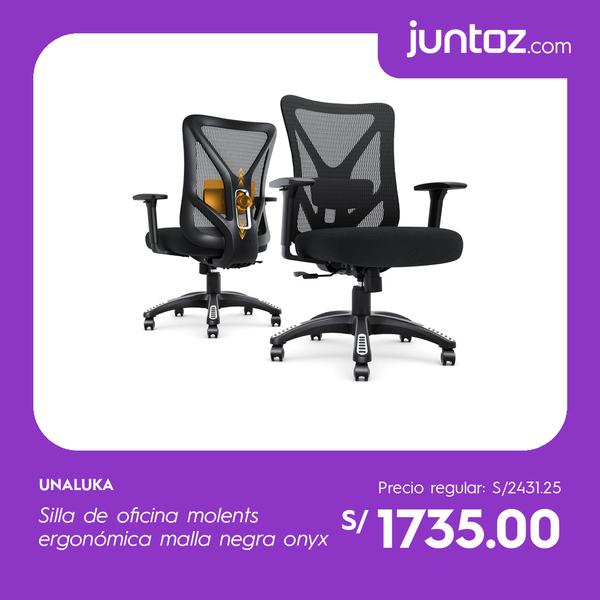 juntoz.com
UNALUKA
Silla de oficina molents
ergonómica malla negra onyx
Precio regular: S/2431.25
S/ 1735.00